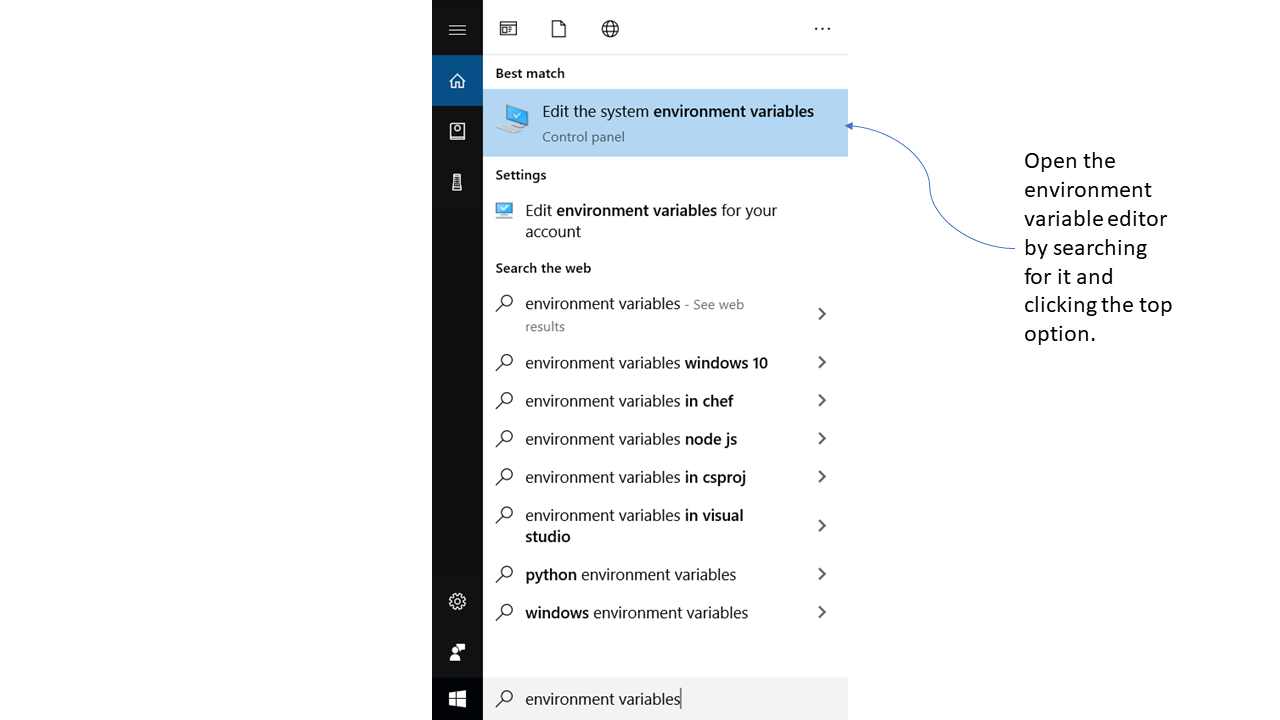 Best match
Edit the system environment variables
Control panel
Settings
Edit environment variables for your
account
Search the web
environment variables - See web
results
environment variables windows 10
environment variables in chef
environment variables node js
environment variables in csproj
environment variables in visual
studio
python environment variables
windows environment variables
environment variables
Open the
environment
variable editor
by searching
for it and
clicking the top
option.